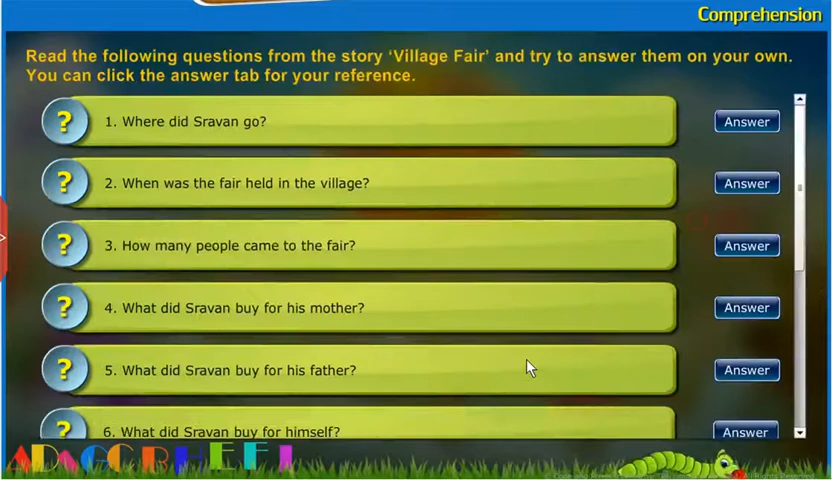 Comprehension
Read the following questions from the story ‘Village Fair’ and try to answer them on your own.
You can click the answer tab for your reference.
? 1. Where did Sravan go? Answer
? 2. When was the fair held in the village? Answer
? 3. How many people came to the fair? Answer
? 4. What did Sravan buy for his mother? Answer
? 5. What did Sravan buy for his father? Answer
? 6. What did Sravan buy for himself? Answer